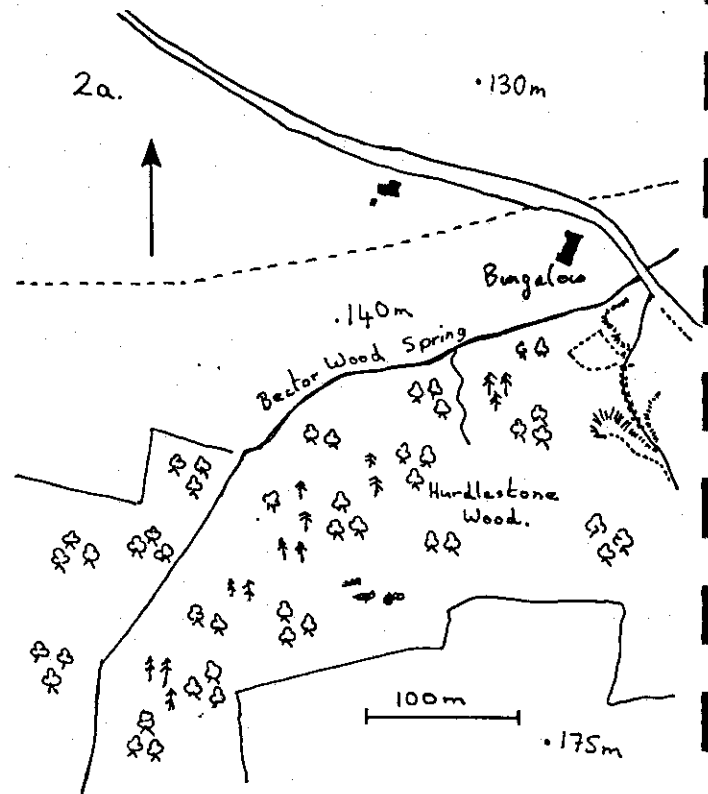 2a.
.130m
Bungalow
.140m
Bector Wood Spring
Hurdlestone
Wood.
100m
.175m